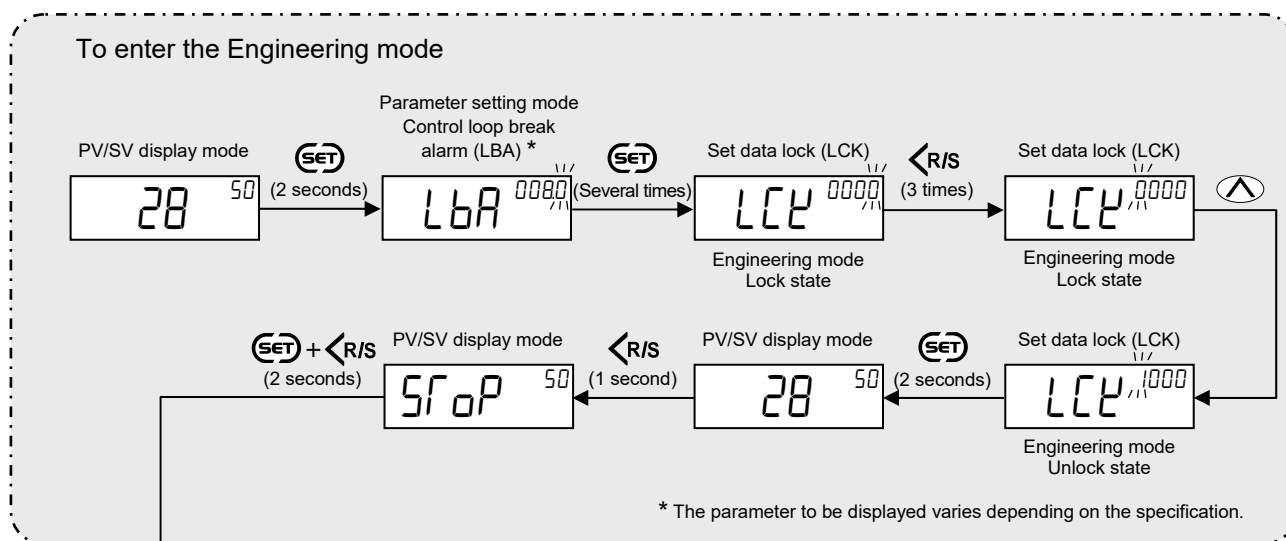 To enter the Engineering mode
Parameter setting mode
Control loop break
alarm (LBA) *
PV/SV display mode
SET
(2 seconds)
SET
(Several times)
Set data lock (LCK)
<R/S
(3 times)
Set data lock (LCK)
28 50
LbA 008.0
LCK 0000
LCK 0000
Engineering mode
Lock state
Engineering mode
Lock state
SET + <R/S
(2 seconds)
PV/SV display mode
<R/S
(1 second)
PV/SV display mode
SET
(2 seconds)
Set data lock (LCK)
SToP 50
28 50
LCK 1000
Engineering mode
Unlock state
* The parameter to be displayed varies depending on the specification.